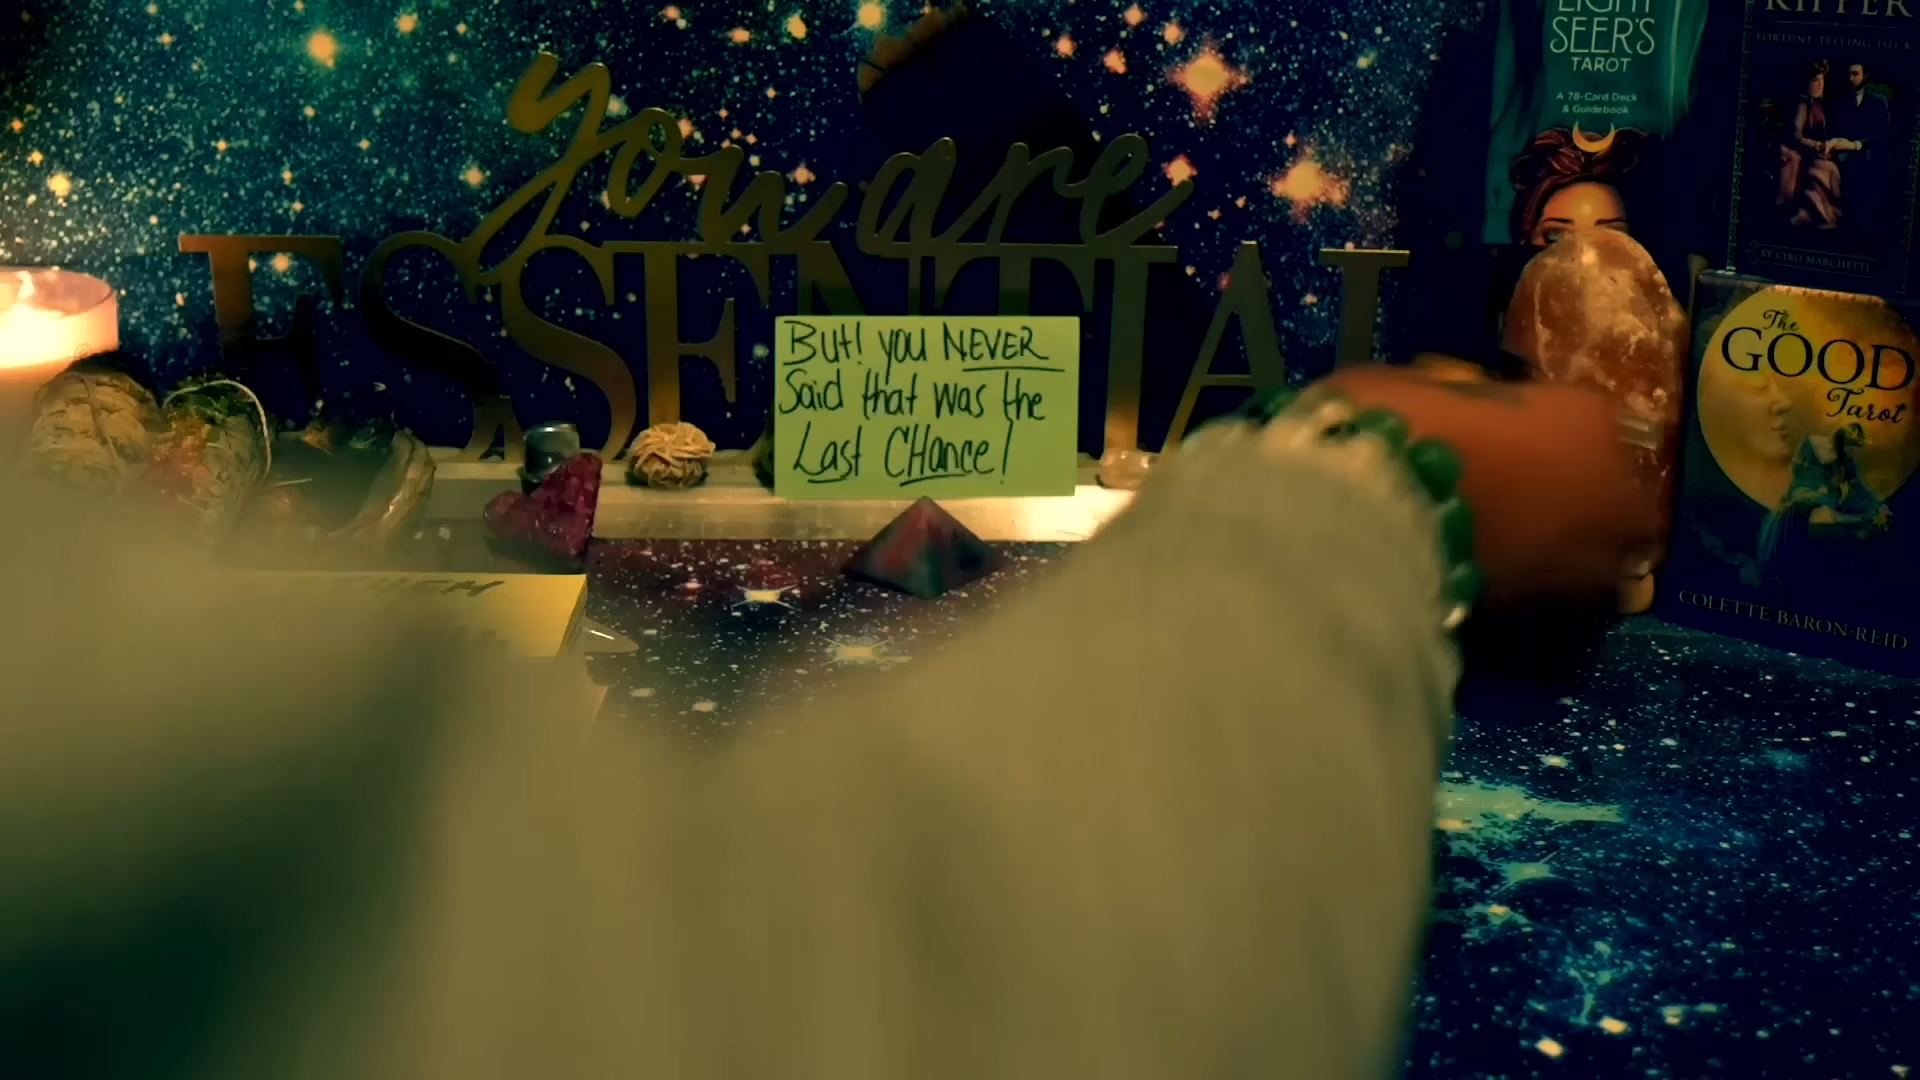 you are
ESSENTIAL
But! you NEVER
Said that was the
Last CHance!
LIGHT
SEER'S
TAROT
A 78-Card Deck
& Guidebook
KIPPER
FORTUNE TELLING DECK
BY CIRO MARCHETTI
The
GOOD
Tarot
COLETTE BARON-REID